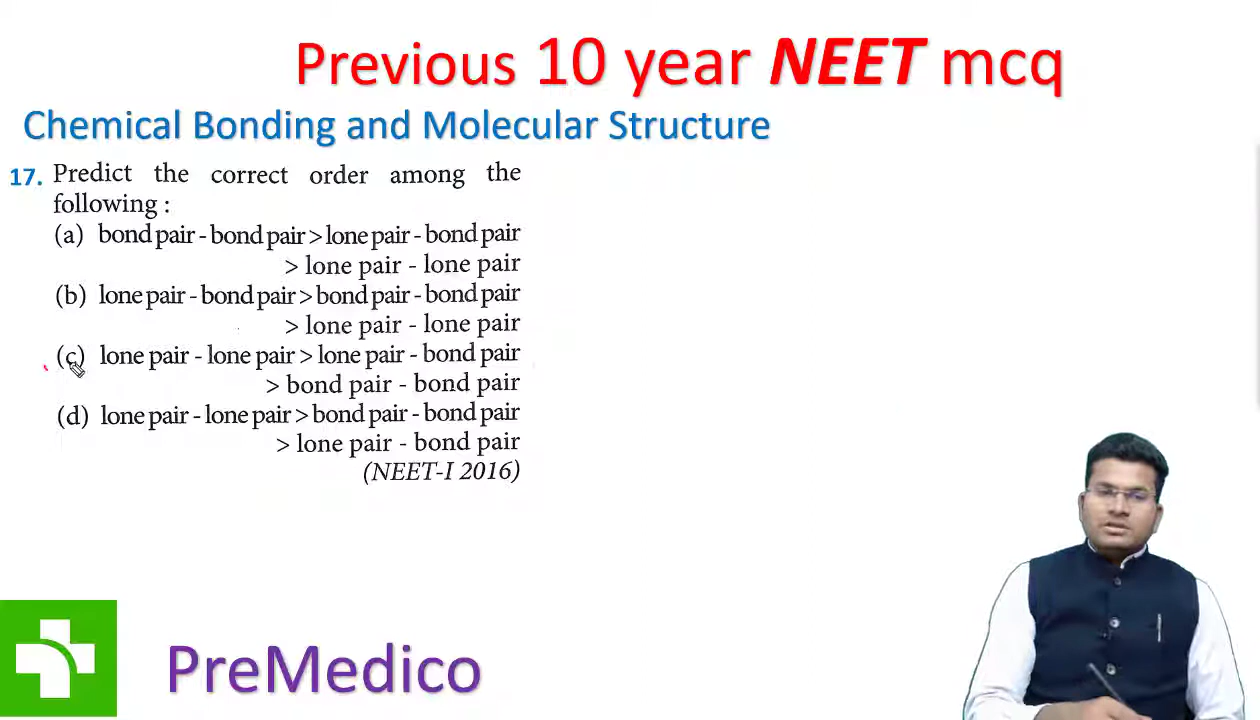 Previous 10 year NEET mcq
Chemical Bonding and Molecular Structure
17. Predict the correct order among the
following :
(a) bond pair - bond pair > lone pair - bond pair
> lone pair - lone pair
(b) lone pair - bond pair > bond pair - bond pair
> lone pair - lone pair
(c) lone pair - lone pair > lone pair - bond pair
> bond pair - bond pair
(d) lone pair - lone pair > bond pair - bond pair
> lone pair - bond pair
(NEET-I 2016)
PreMedico